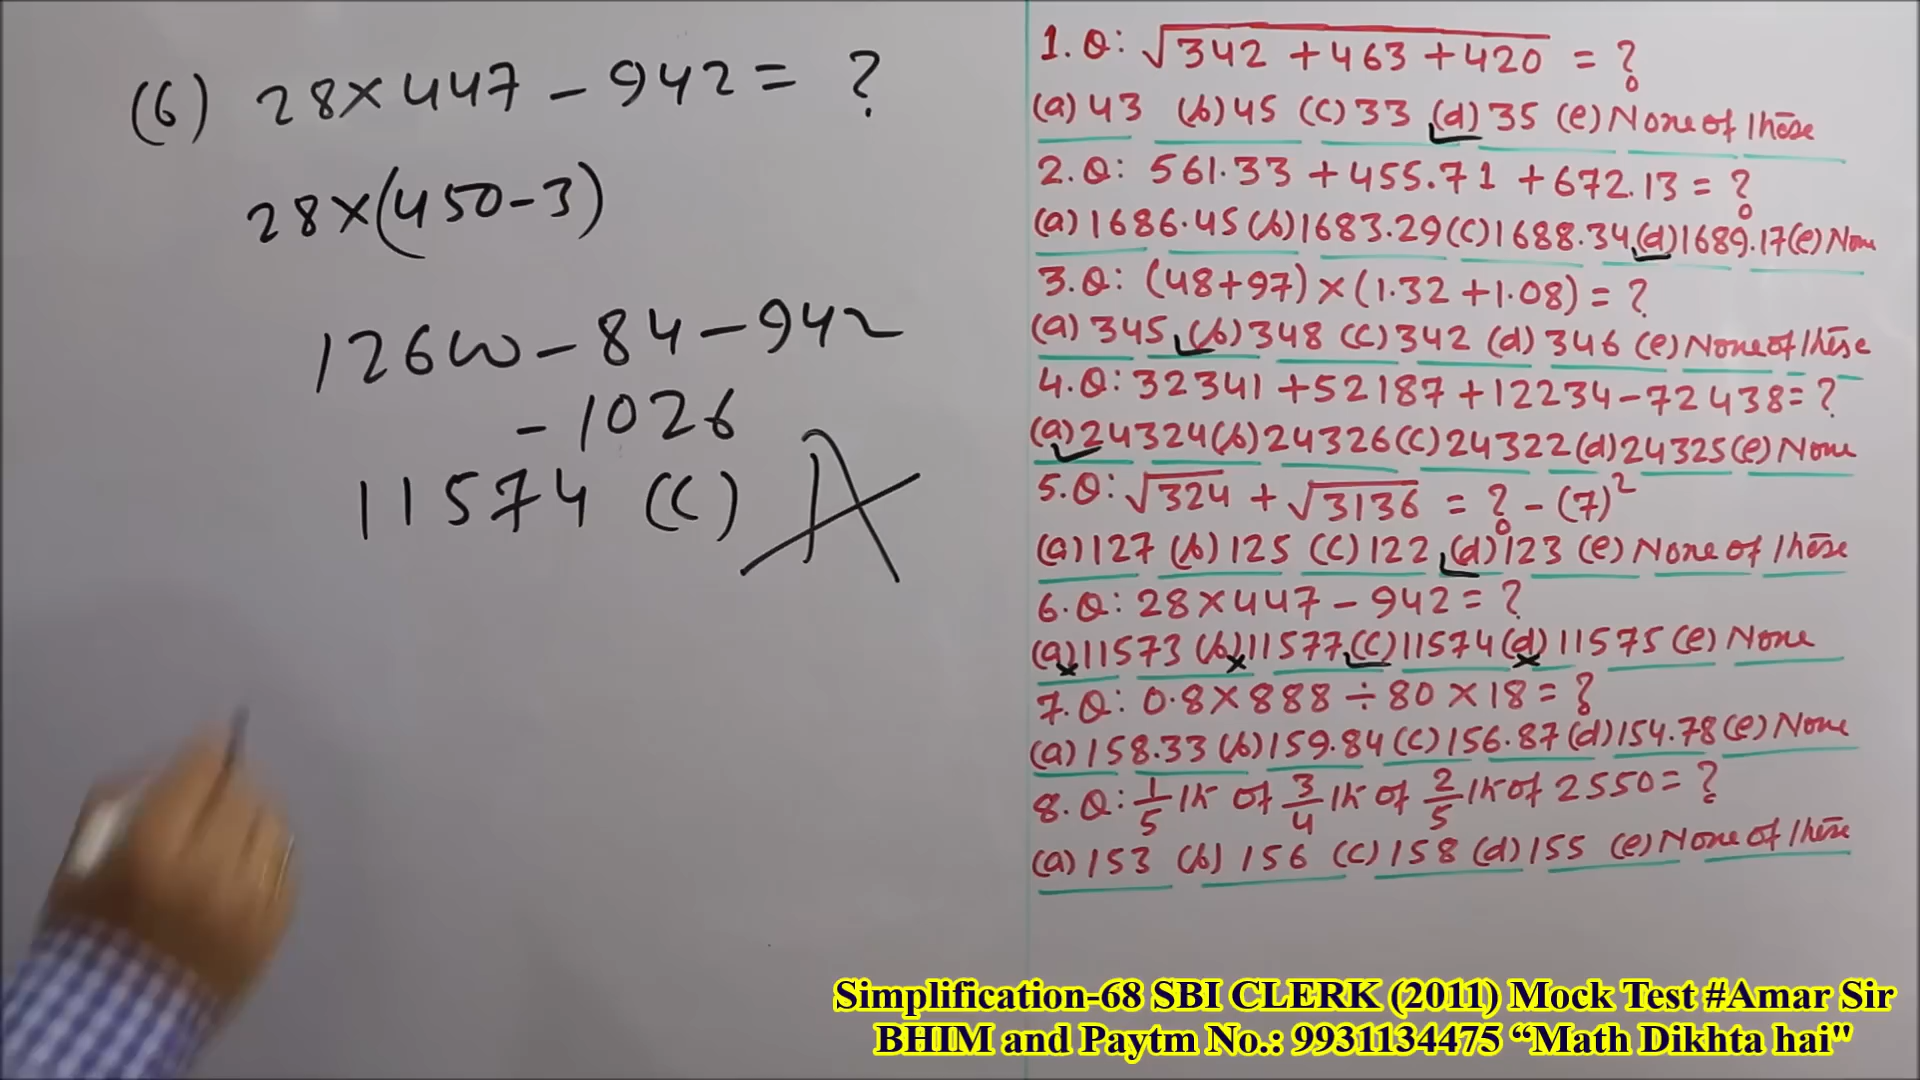 (6) 28×447-942= ?
28×(450-3)
12600-84-942
-1026
11574 (C) A
1. Q: √342+463+420 = ?
(a) 43 (b) 45 (c) 33 (d) 35 (e) None of these
2. Q: 561.33+455.71+672.13 = ?
(a) 1686.45 (b) 1683.29 (c) 1688.34 (d) 1689.17 (e) None
3. Q: (48+97)×(1.32+1.08) = ?
(a) 345 (b) 348 (c) 342 (d) 346 (e) None of these
4. Q: 32341+52187+12234-72438= ?
(a) 24324 (b) 24326 (c) 24322 (d) 24325 (e) None
5. Q: √324 + √3136 = ? - (7)²
(a) 127 (b) 125 (c) 122 (d) 123 (e) None of these
6. Q: 28×447-942= ?
(a) 11573 (b) 11577 (c) 11574 (d) 11575 (e) None
7. Q: 0.8×888÷80×18= ?
(a) 158.33 (b) 159.84 (c) 156.87 (d) 154.78 (e) None
8. Q: 1/5 th of 3/4 th of 2/5 th of 2550= ?
(a) 153 (b) 156 (c) 158 (d) 155 (e) None of these
Simplification-68 SBI CLERK (2011) Mock Test #Amar Sir
BHIM and Paytm No.: 9931134475 “Math Dikhta hai"